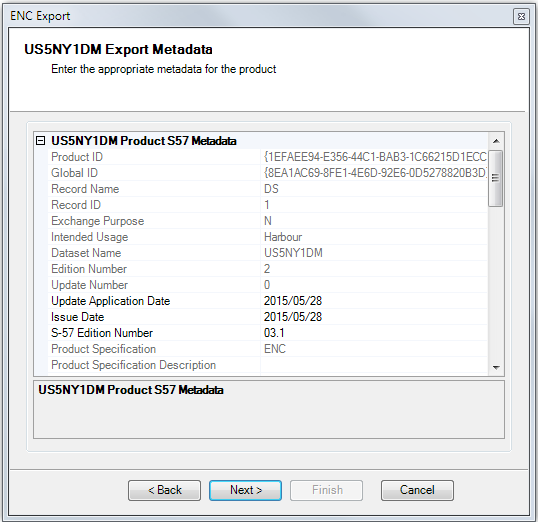 ENC Export
US5NY1DM Export Metadata
Enter the appropriate metadata for the product
US5NY1DM Product S57 Metadata
Product ID {1EFAEE94-E356-44C1-BAB3-1C66215D1ECC
Global ID {8EA1AC69-8FE1-4E6D-92E6-0D5278820B3D}
Record Name DS
Record ID 1
Exchange Purpose N
Intended Usage Harbour
Dataset Name US5NY1DM
Edition Number 2
Update Number 0
Update Application Date 2015/05/28
Issue Date 2015/05/28
S-57 Edition Number 03.1
Product Specification ENC
Product Specification Description
US5NY1DM Product S57 Metadata
< Back Next > Finish Cancel